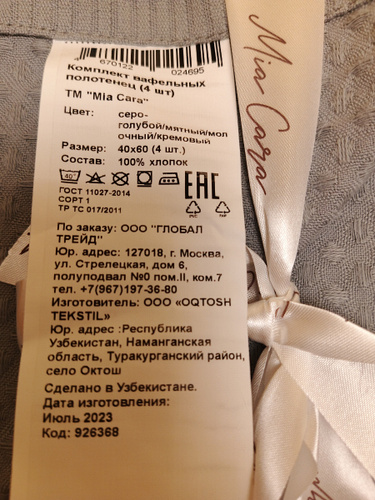 670122 024695
Комплект вафельных
полотенец (4 шт)
ТМ "Mia Cara"
Цвет: серо-
голубой/мятный/мол
очный/кремовый
Размер: 40х60 (4 шт.)
Состав: 100% хлопок
40°
EAC
ГОСТ 11027-2014
СОРТ 1
ТР ТС 017/2011
По заказу: ООО "ГЛОБАЛ
ТРЕЙД"
Юр. адрес: 127018, г. Москва,
ул. Стрелецкая, дом 6,
полуподвал №0 пом.II, ком.7
тел. +7(967)197-36-80
Изготовитель: ООО «OQTOSH
TEKSTIL»
Юр. адрес :Республика
Узбекистан, Наманганская
область, Туракурганский район,
село Октош
Сделано в Узбекистане.
Дата изготовления:
Июль 2023
Код: 926368
Mia Cara